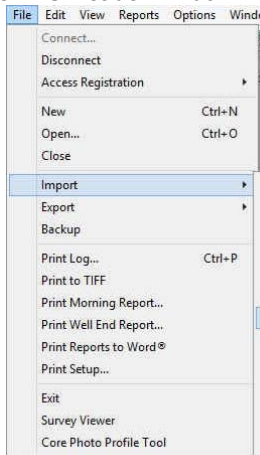 File Edit View Reports Options Wind
Connect...
Disconnect
Access Registration
New Ctrl+N
Open... Ctrl+O
Close
Import
Export
Backup
Print Log... Ctrl+P
Print to TIFF
Print Morning Report...
Print Well End Report...
Print Reports to Word®
Print Setup...
Exit
Survey Viewer
Core Photo Profile Tool